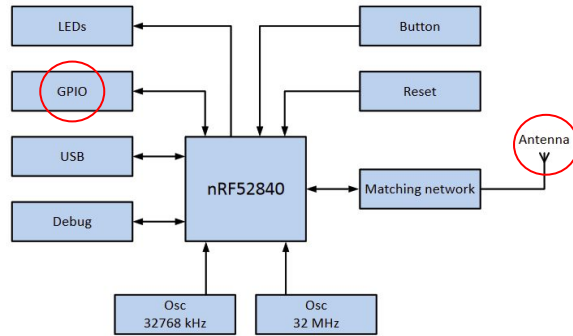 LEDs
Button
GPIO
Reset
Antenna
USB
nRF52840
Matching network
Debug
Osc
32768 kHz
Osc
32 MHz